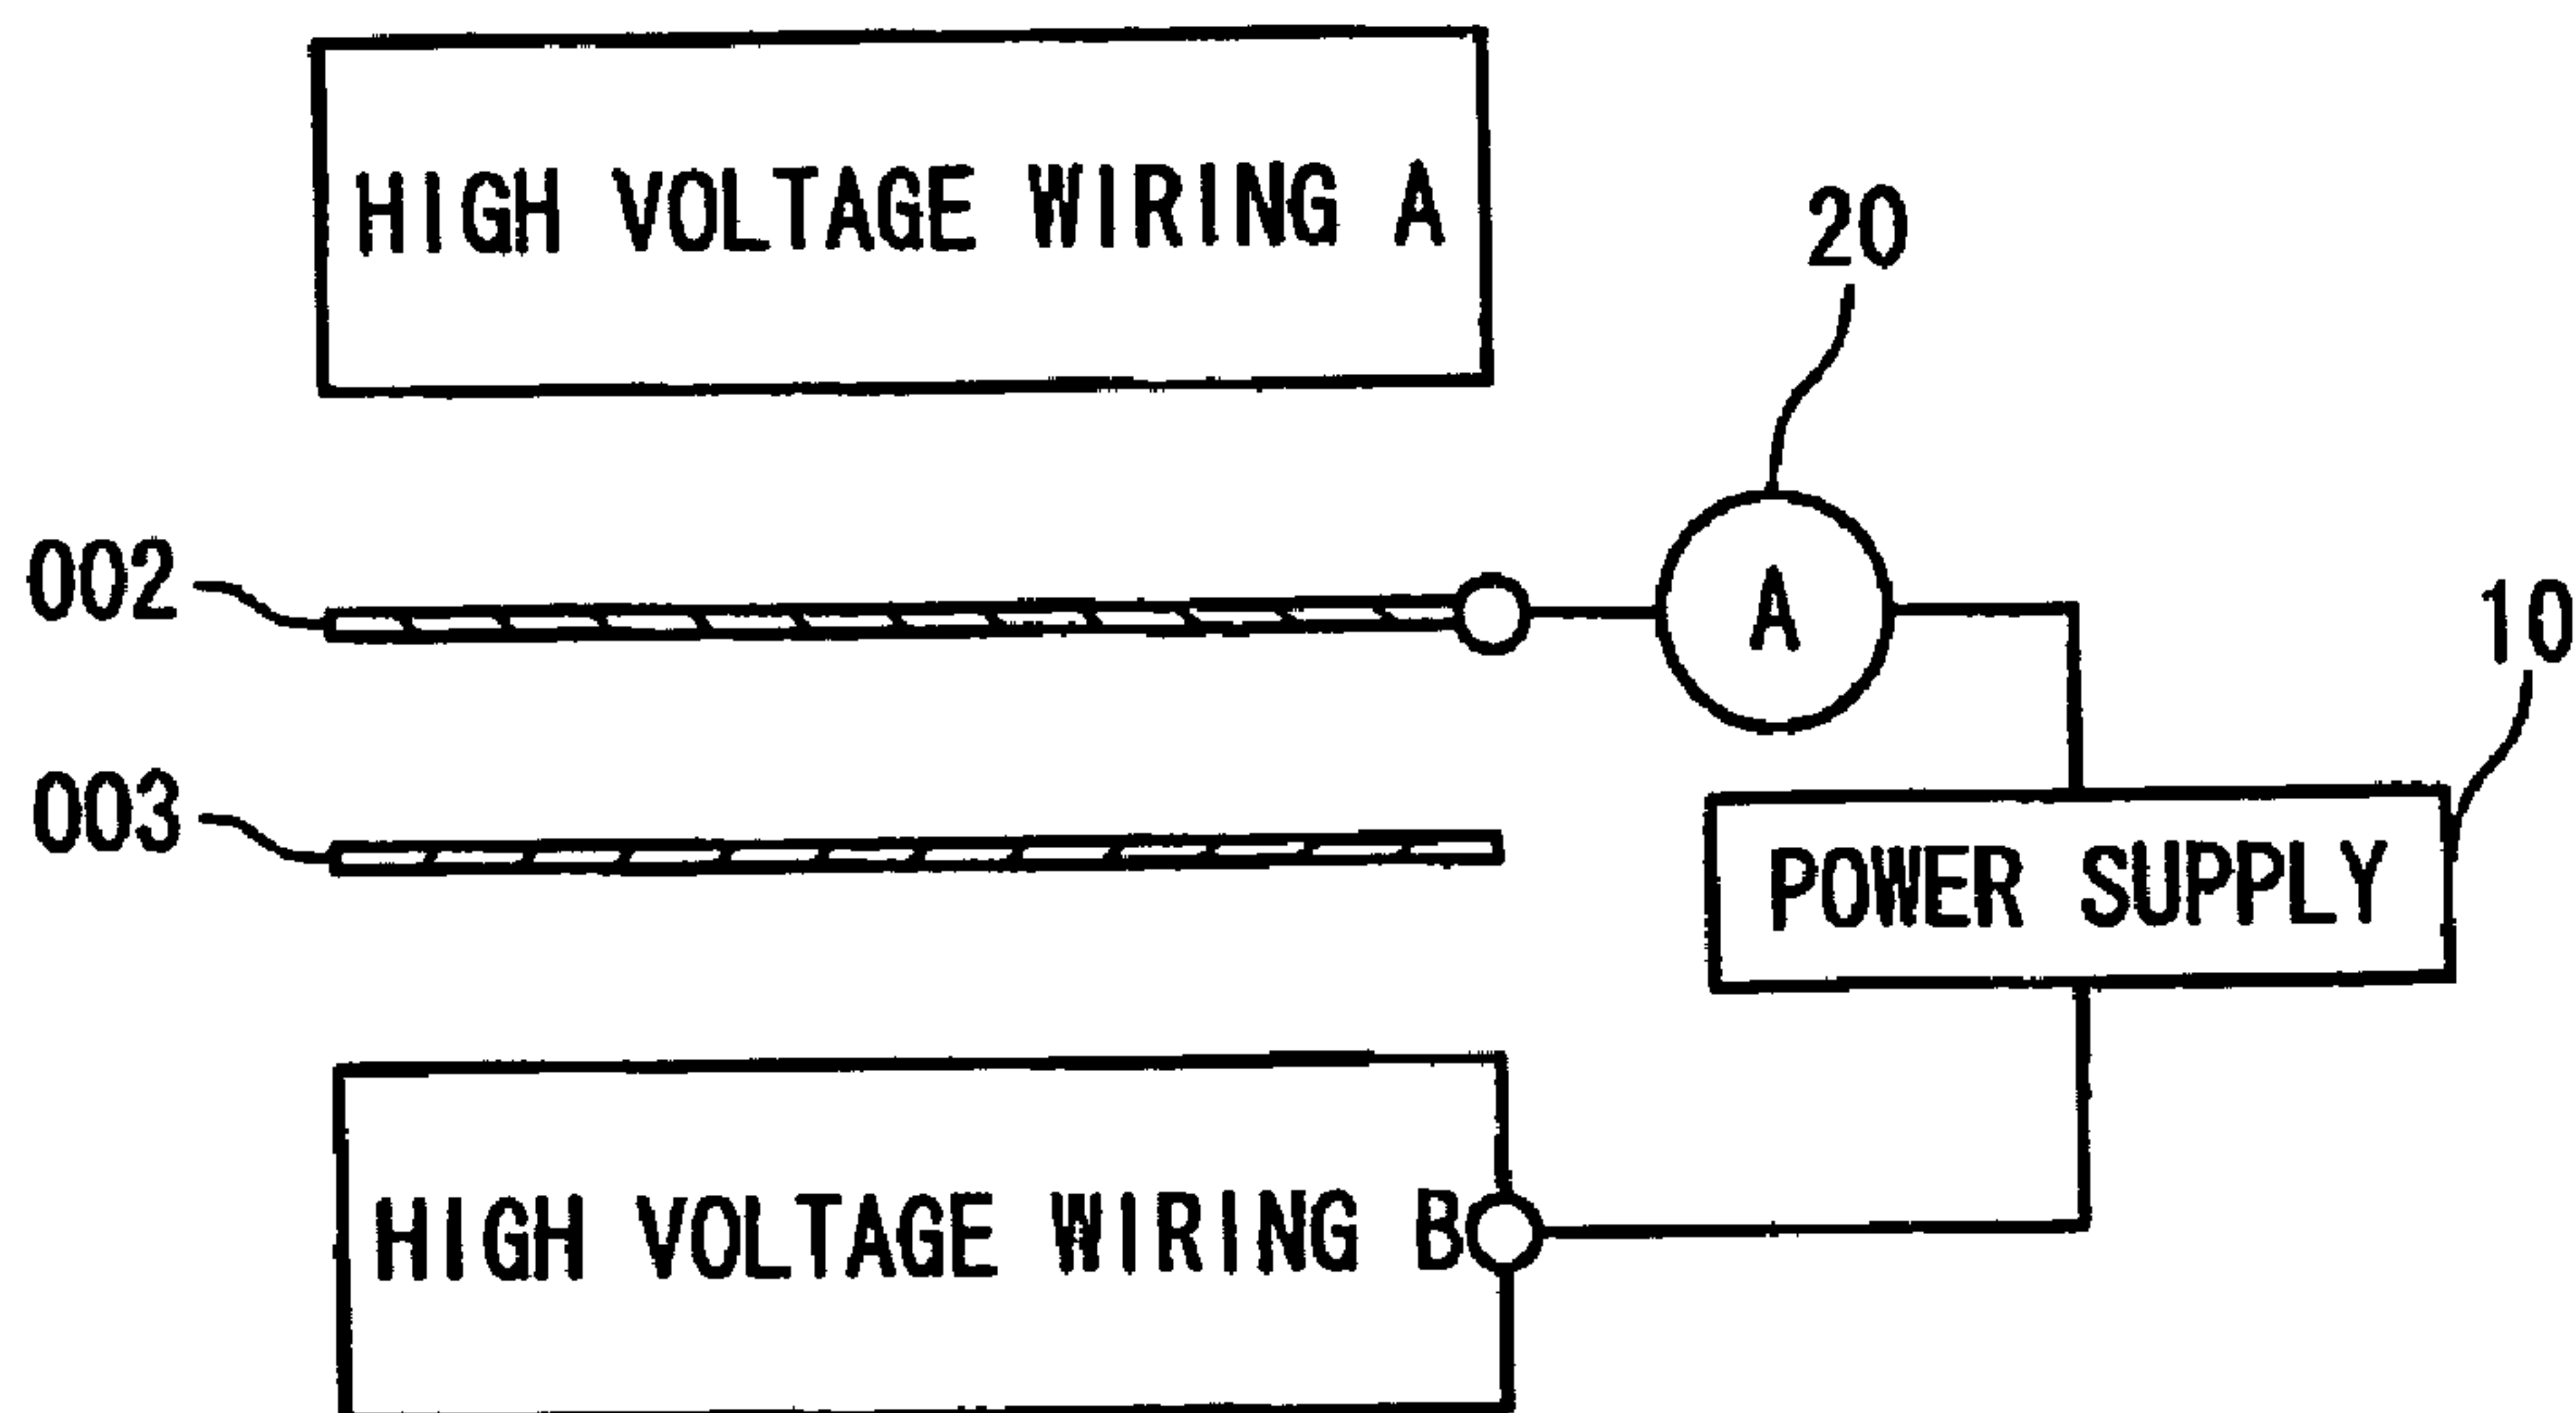 HIGH VOLTAGE WIRING A
20
002
A
10
003
POWER SUPPLY
HIGH VOLTAGE WIRING B